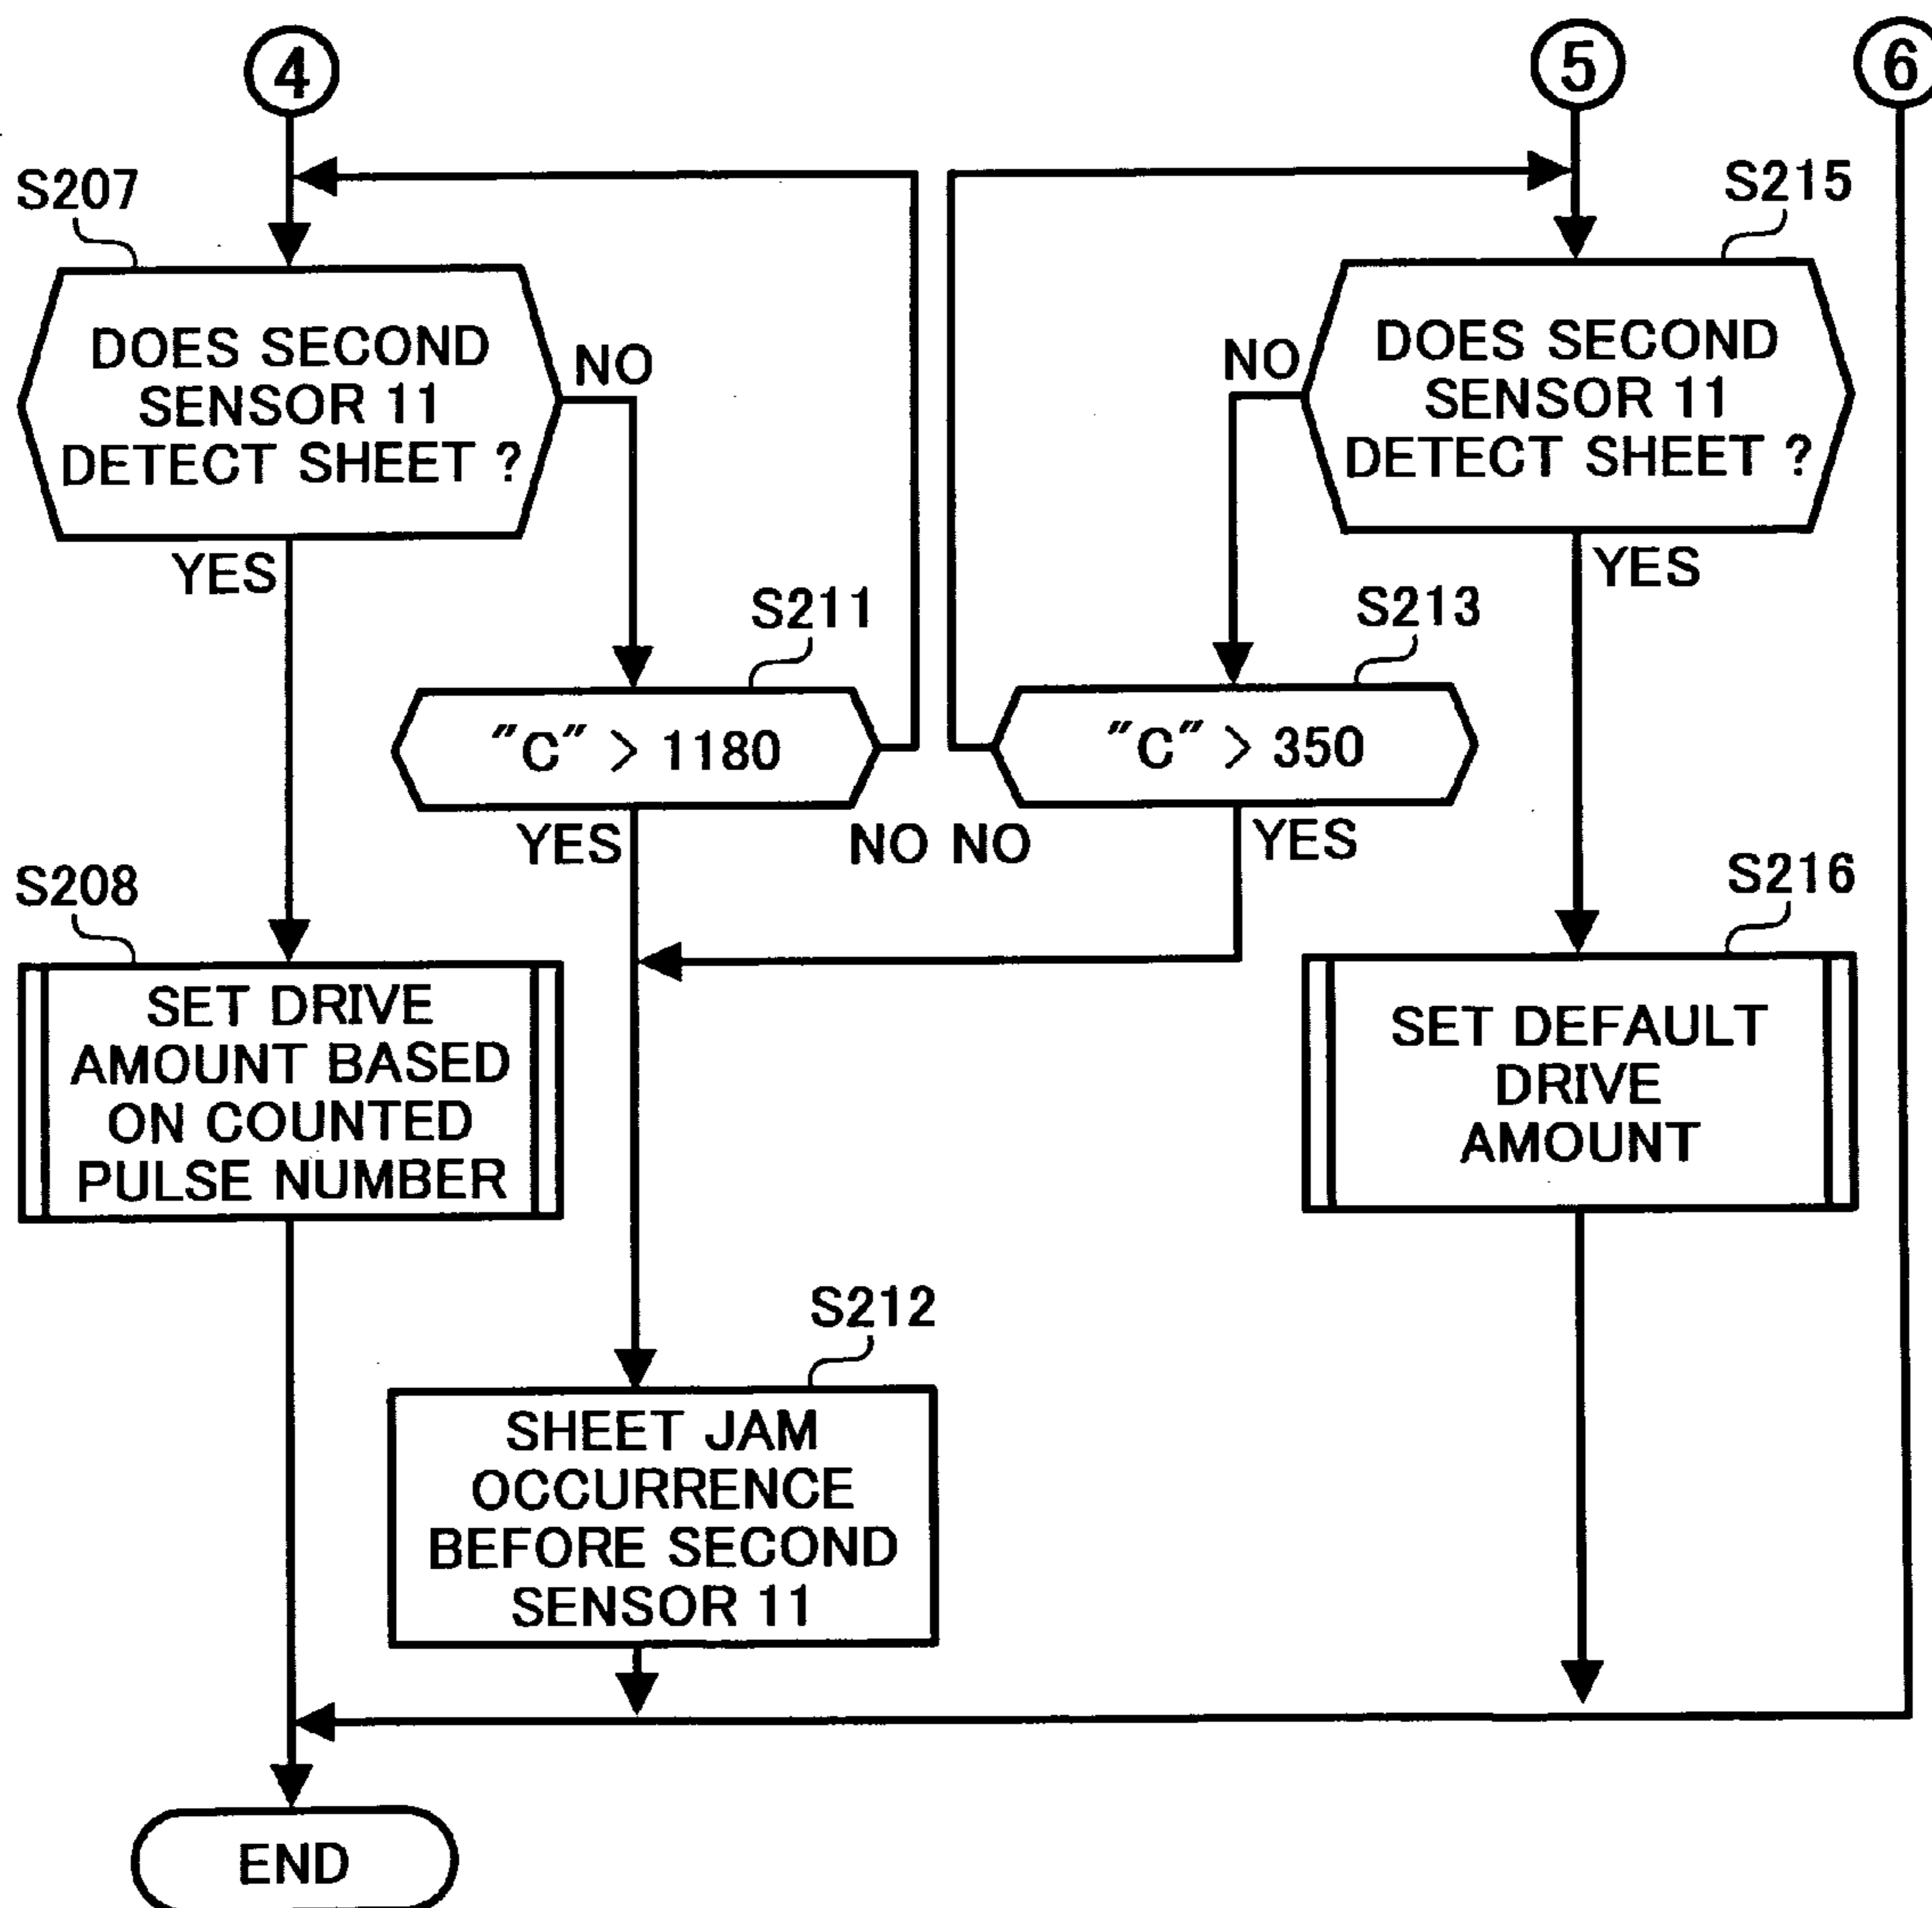 4
5
6
S207
S215
DOES SECOND
SENSOR 11
DETECT SHEET ?
NO
YES
NO
DOES SECOND
SENSOR 11
DETECT SHEET ?
YES
S211
S213
"C" > 1180
"C" > 350
YES
NO NO
YES
S208
S216
SET DRIVE
AMOUNT BASED
ON COUNTED
PULSE NUMBER
SET DEFAULT
DRIVE
AMOUNT
S212
SHEET JAM
OCCURRENCE
BEFORE SECOND
SENSOR 11
END